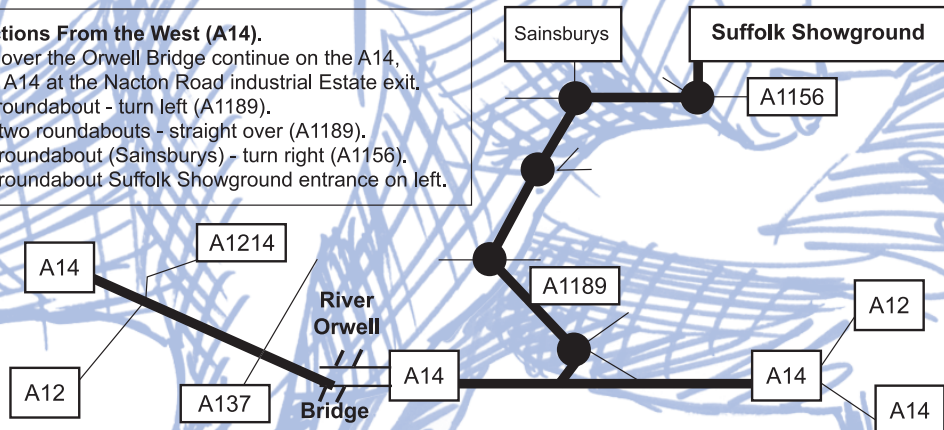 ctions From the West (A14).
over the Orwell Bridge continue on the A14,
A14 at the Nacton Road industrial Estate exit.
roundabout - turn left (A1189).
two roundabouts - straight over (A1189).
roundabout (Sainsburys) - turn right (A1156).
roundabout Suffolk Showground entrance on left.
Sainsburys
Suffolk Showground
A1156
A1214
A14
A1189
River
Orwell
A12
A14
A14
A12
A137
Bridge
A14